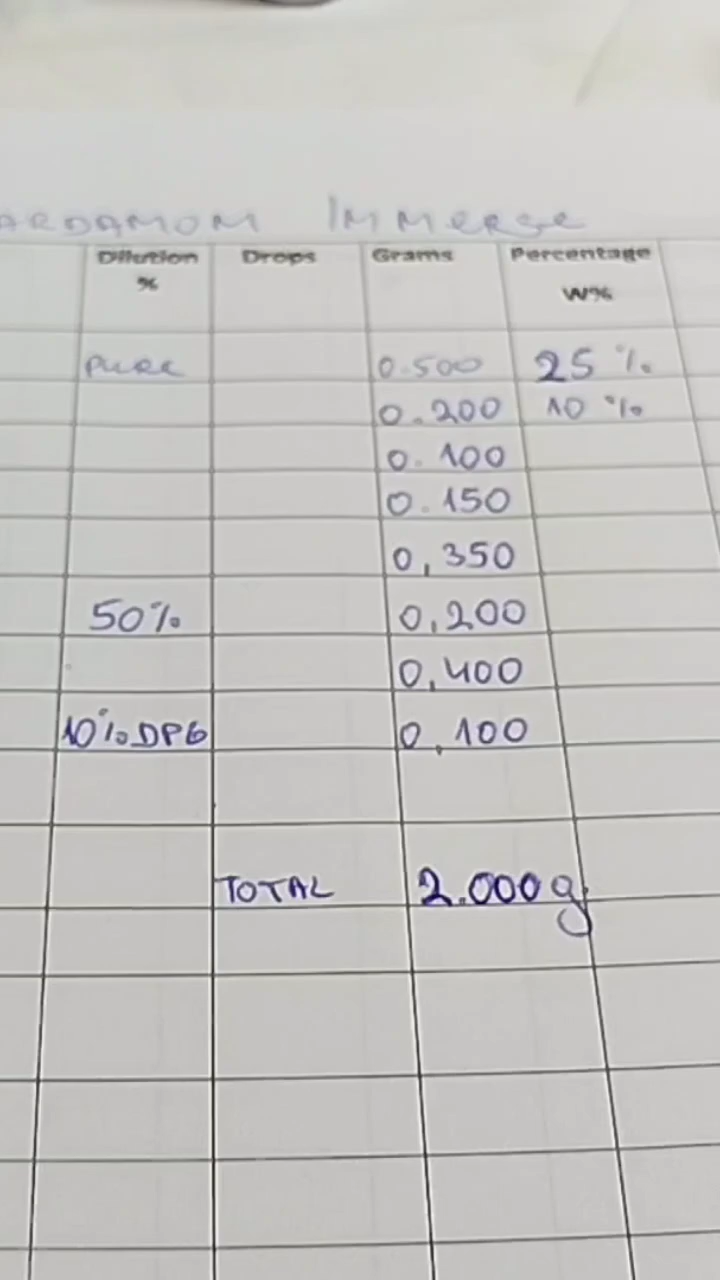 ARDAMOM IMMERSE
Dilution % Drops Grams Percentage W%
PURE 0.500 25 %
0.200 10 %
0.100
0.150
0,350
50% 0,200
0,400
10% DPG 0,100
TOTAL 2.000g